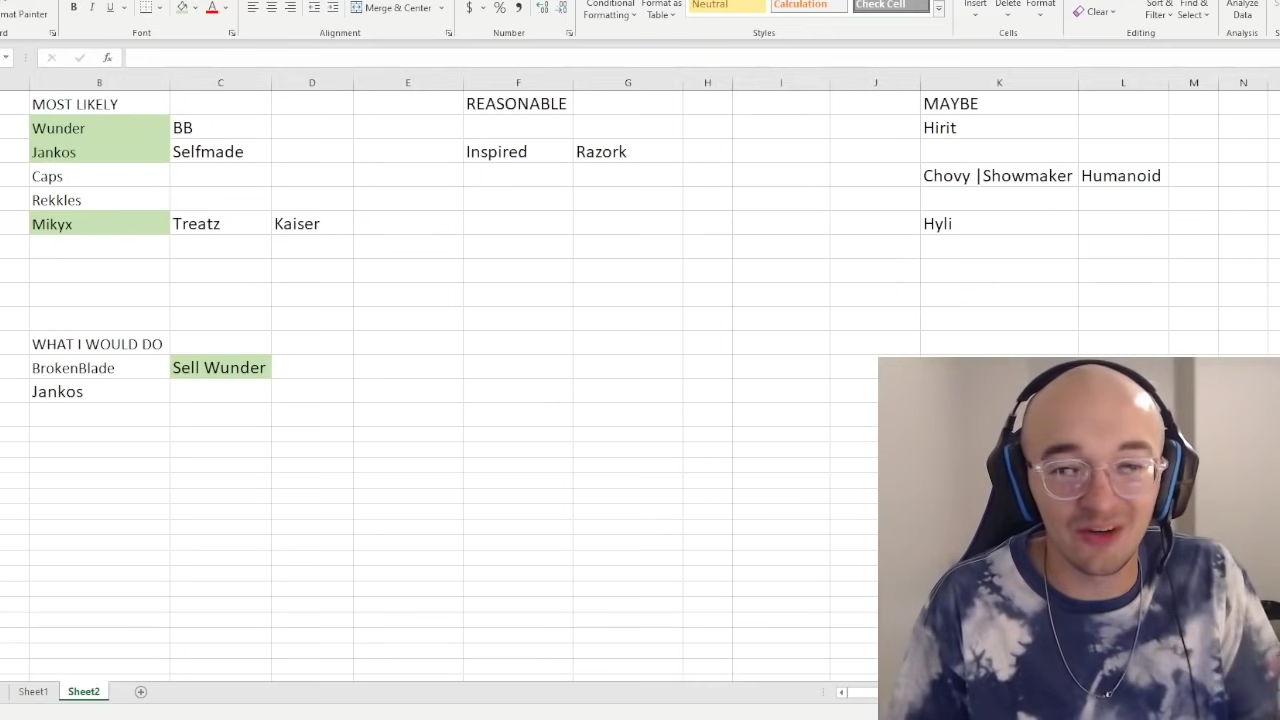 Format Painter
B I U
Merge & Center
$ % ,
Conditional Formatting
Format as Table
Neutral
Calculation
Check Cell
Insert
Delete
Format
Clear
Sort & Filter
Find & Select
Analyze Data
Font
Alignment
Number
Styles
Cells
Editing
Analysis
fx
B C D E F G H I J K L M N
MOST LIKELY REASONABLE MAYBE
Wunder BB Hirit
Jankos Selfmade Inspired Razork
Caps Chovy |Showmaker Humanoid
Rekkles
Mikyx Treatz Kaiser Hyli
WHAT I WOULD DO
BrokenBlade Sell Wunder
Jankos
Sheet1 Sheet2